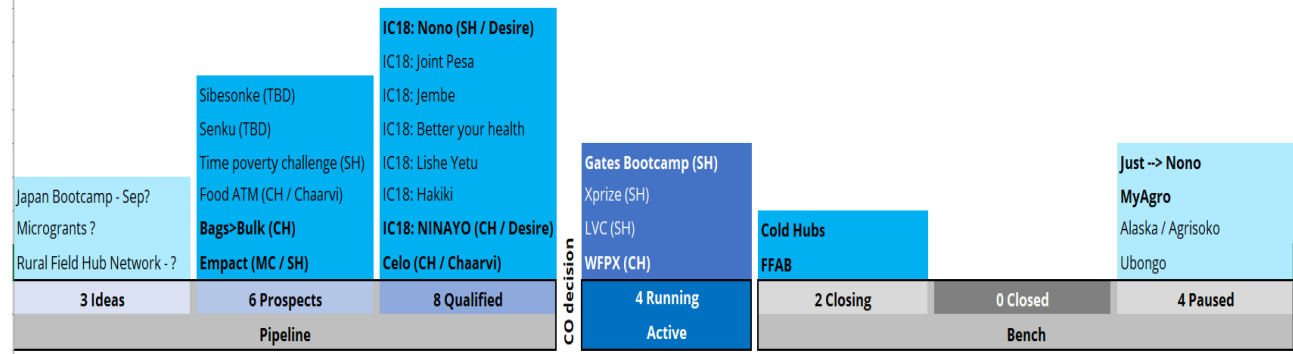 Japan Bootcamp - Sep?
Microgrants ?
Rural Field Hub Network - ?
3 Ideas
Sibesonke (TBD)
Senku (TBD)
Time poverty challenge (SH)
Food ATM (CH / Chaarvi)
Bags>Bulk (CH)
Empact (MC / SH)
6 Prospects
IC18: Nono (SH / Desire)
IC18: Joint Pesa
IC18: Jembe
IC18: Better your health
IC18: Lishe Yetu
IC18: Hakiki
IC18: NINAYO (CH / Desire)
Celo (CH / Chaarvi)
8 Qualified
Pipeline
CO decision
Gates Bootcamp (SH)
Xprize (SH)
LVC (SH)
WFPX (CH)
4 Running
Active
Cold Hubs
FFAB
2 Closing
0 Closed
Just --> Nono
MyAgro
Alaska / Agrisoko
Ubongo
4 Paused
Bench